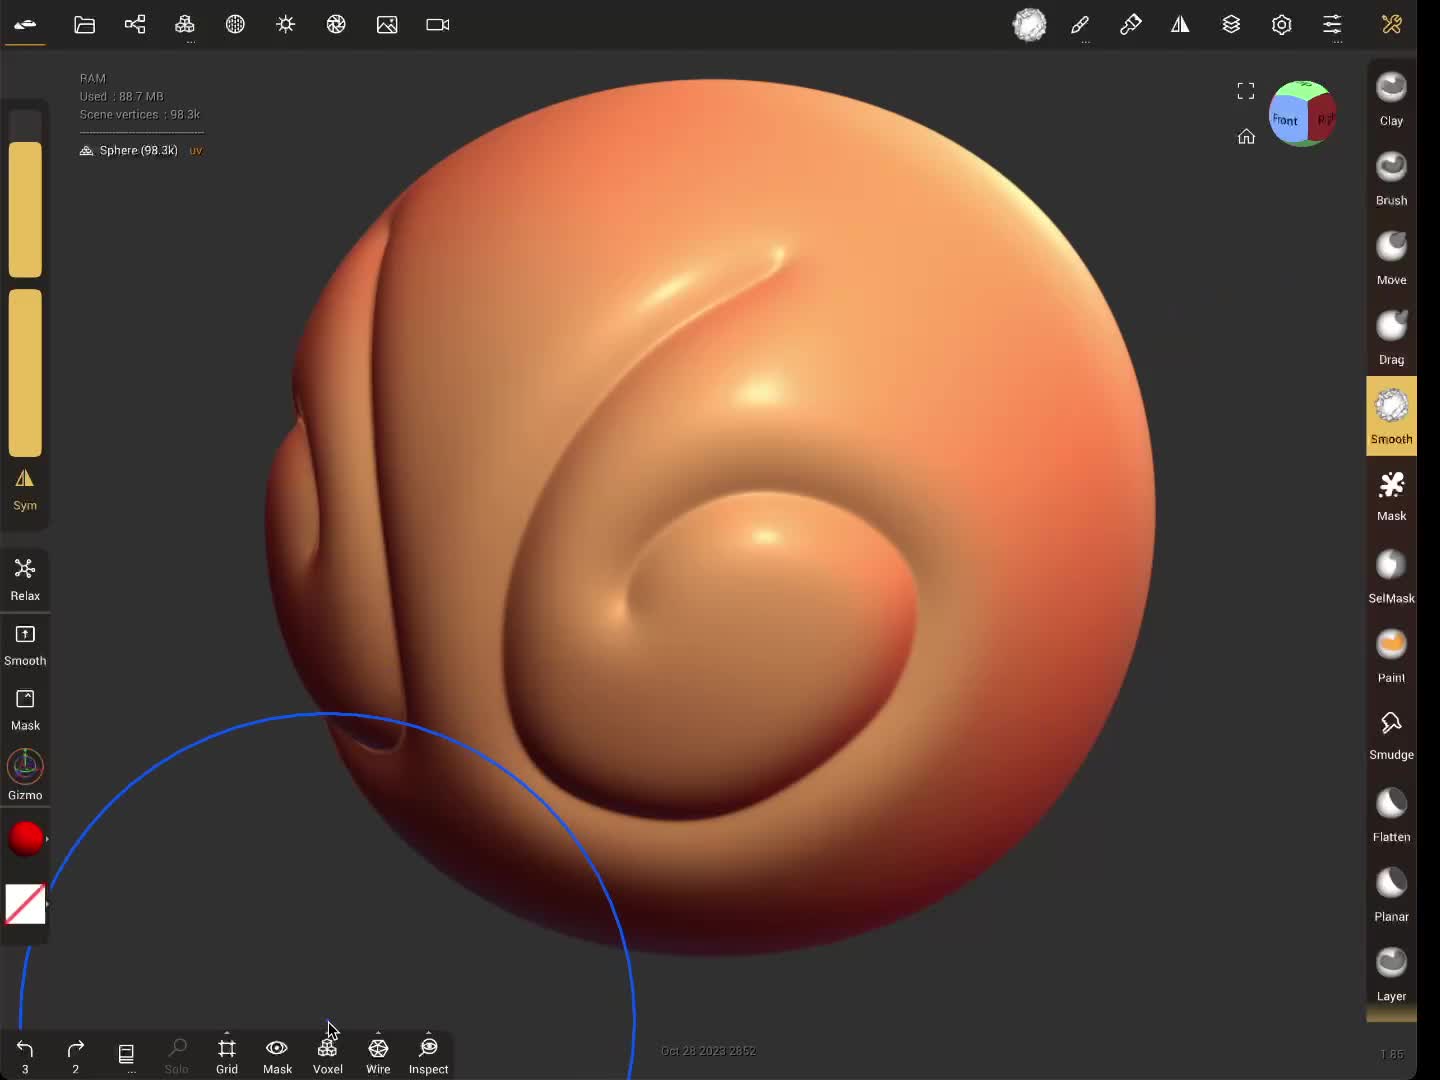 RAM
Used : 88.7 MB
Scene vertices : 98.3k
Sphere (98.3k) uv
Front
Clay
Brush
Move
Drag
Smooth
Mask
SelMask
Paint
Smudge
Flatten
Planar
Layer
Sym
Relax
Smooth
Mask
Gizmo
3
2
...
Solo
Grid
Mask
Voxel
Wire
Inspect
Oct 28 2023 2852
1.85